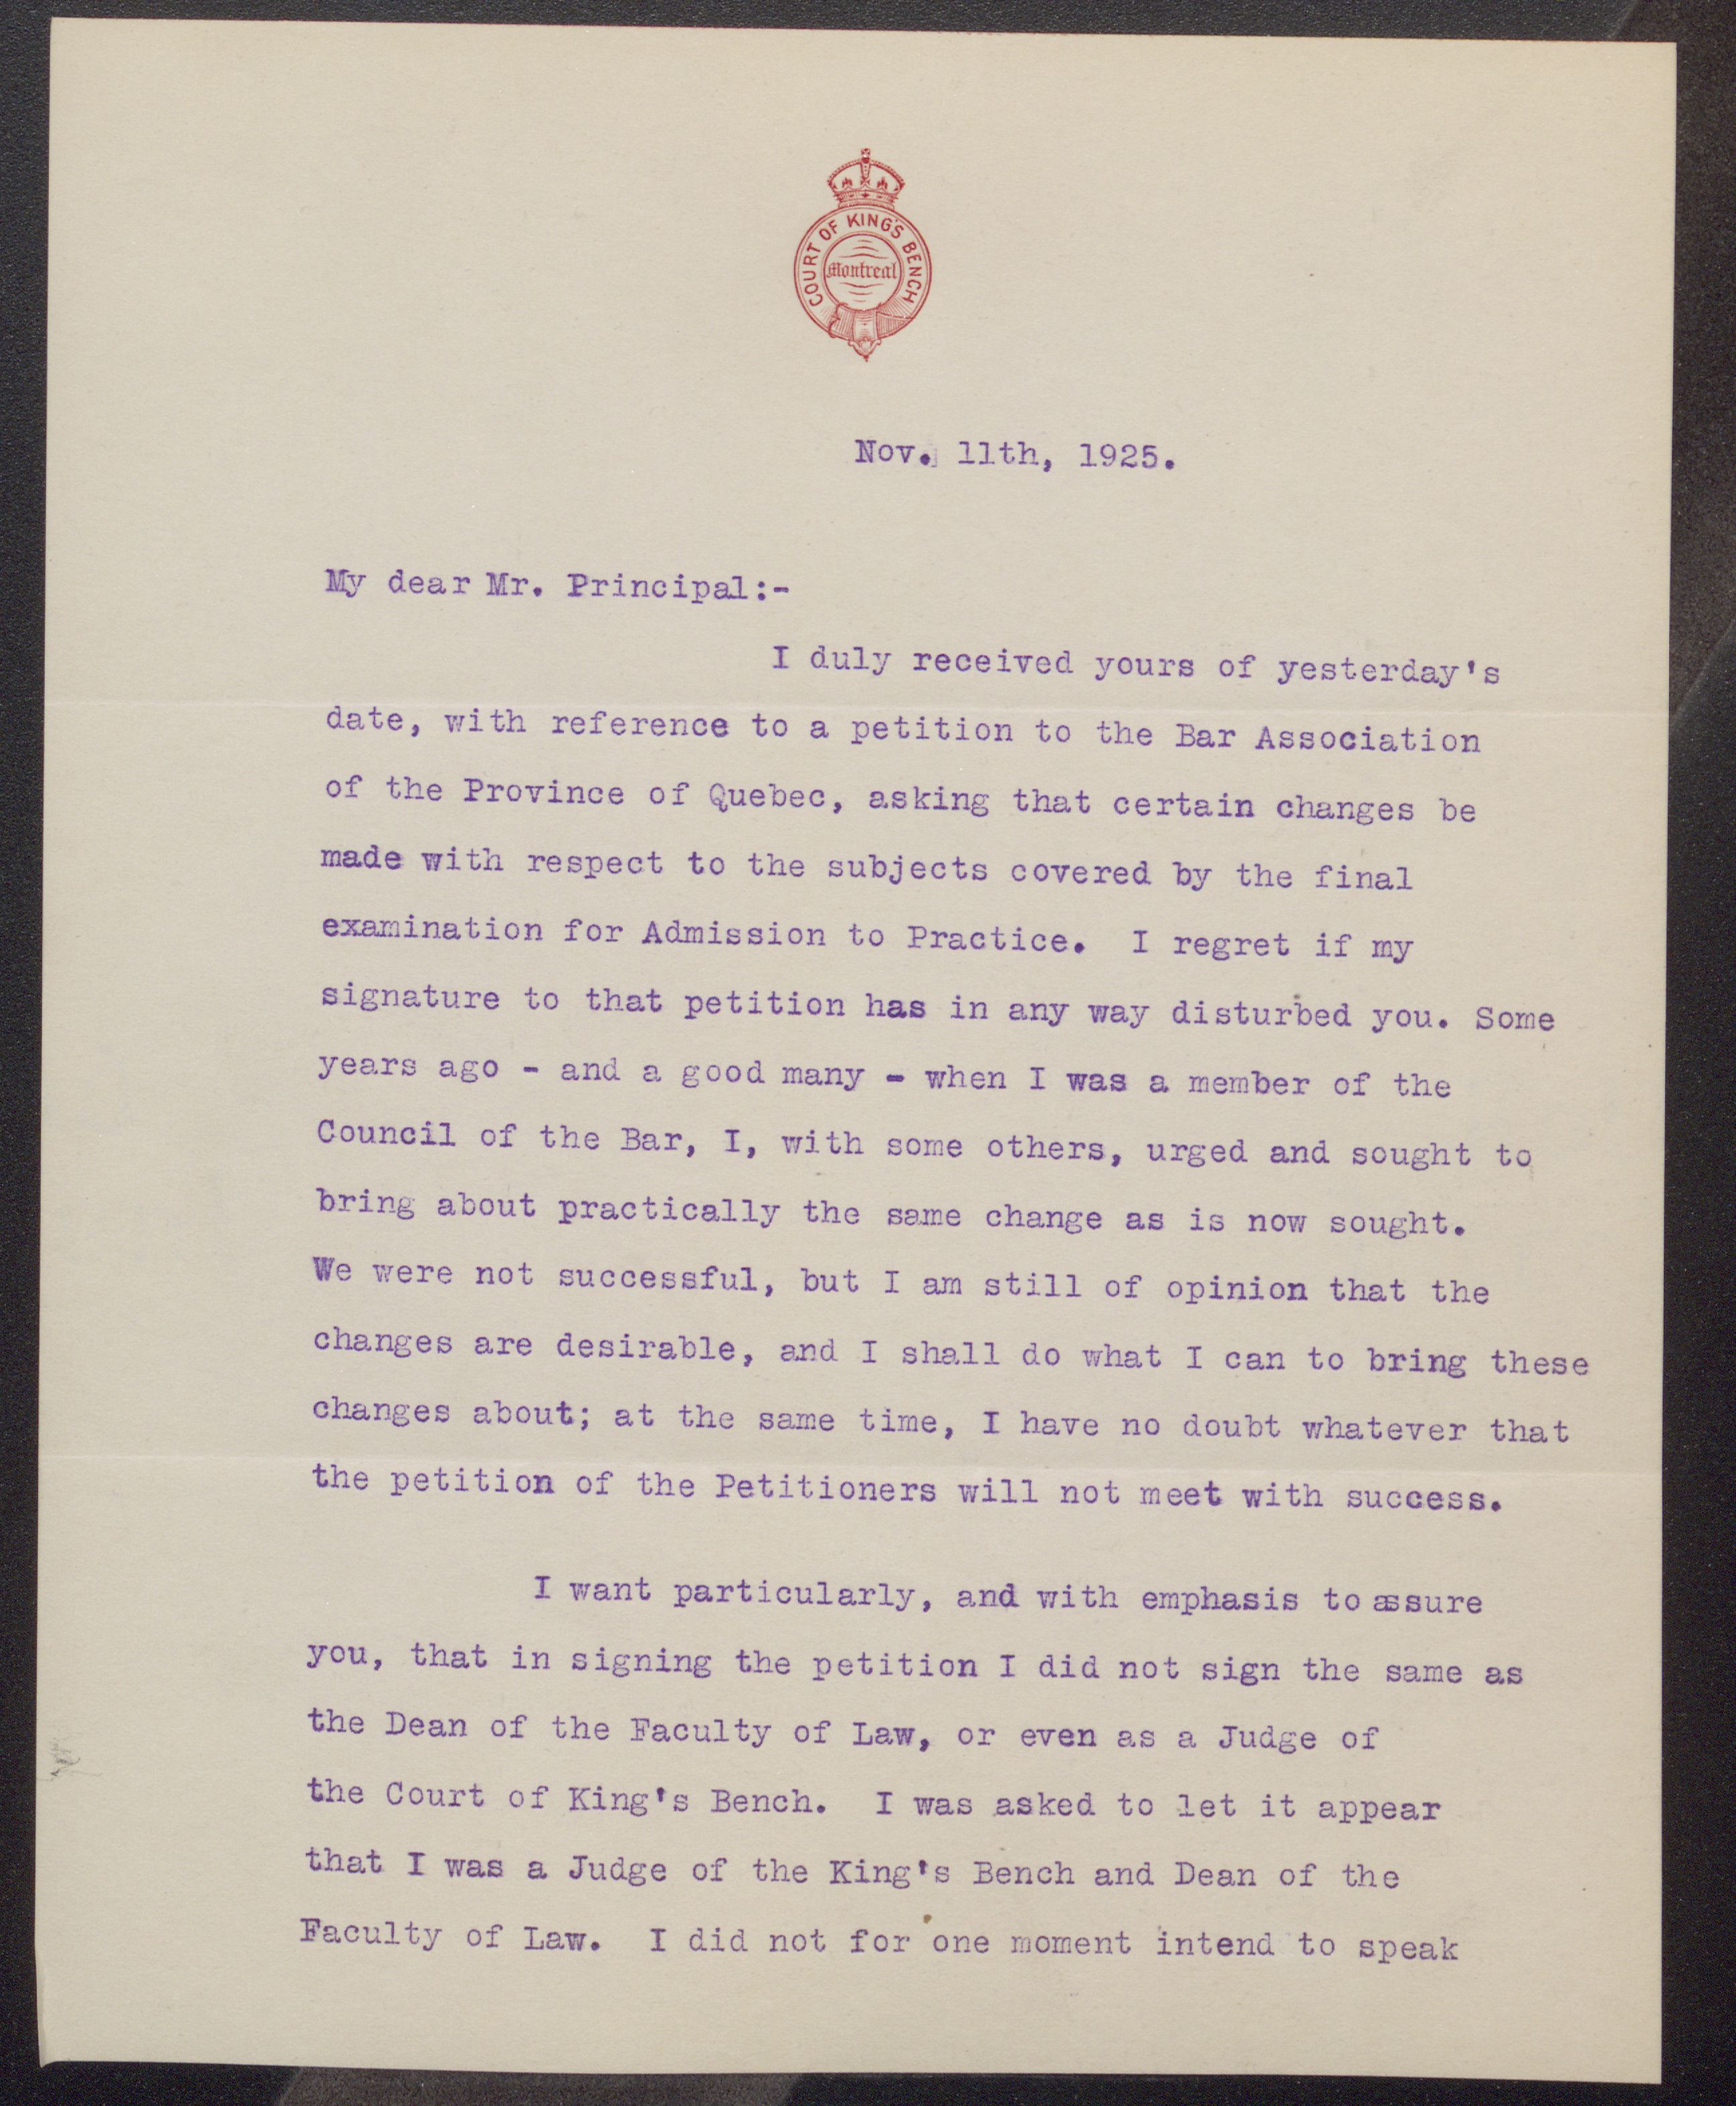 COURT OF KING'S BENCH
Montreal
Nov. 11th, 1925.
My dear Mr. Principal:-
I duly received yours of yesterday's
date, with reference to a petition to the Bar Association
of the Province of Quebec, asking that certain changes be
made with respect to the subjects covered by the final
examination for Admission to Practice. I regret if my
signature to that petition has in any way disturbed you. Some
years ago - and a good many - when I was a member of the
Council of the Bar, I, with some others, urged and sought to
bring about practically the same change as is now sought.
We were not successful, but I am still of opinion that the
changes are desirable, and I shall do what I can to bring these
changes about; at the same time, I have no doubt whatever that
the petition of the Petitioners will not meet with success.
I want particularly, and with emphasis to assure
you, that in signing the petition I did not sign the same as
the Dean of the Faculty of Law, or even as a Judge of
the Court of King's Bench. I was asked to let it appear
that I was a Judge of the King's Bench and Dean of the
Faculty of Law. I did not for one moment intend to speak